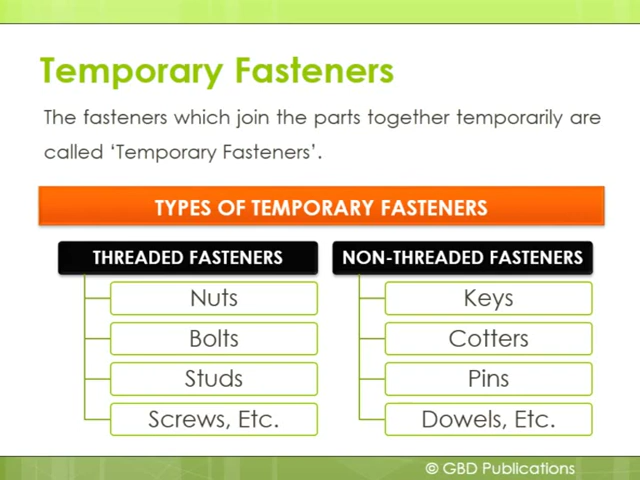 Temporary Fasteners
The fasteners which join the parts together temporarily are
called ‘Temporary Fasteners’.
TYPES OF TEMPORARY FASTENERS
THREADED FASTENERS
Nuts
Bolts
Studs
Screws, Etc.
NON-THREADED FASTENERS
Keys
Cotters
Pins
Dowels, Etc.
© GBD Publications